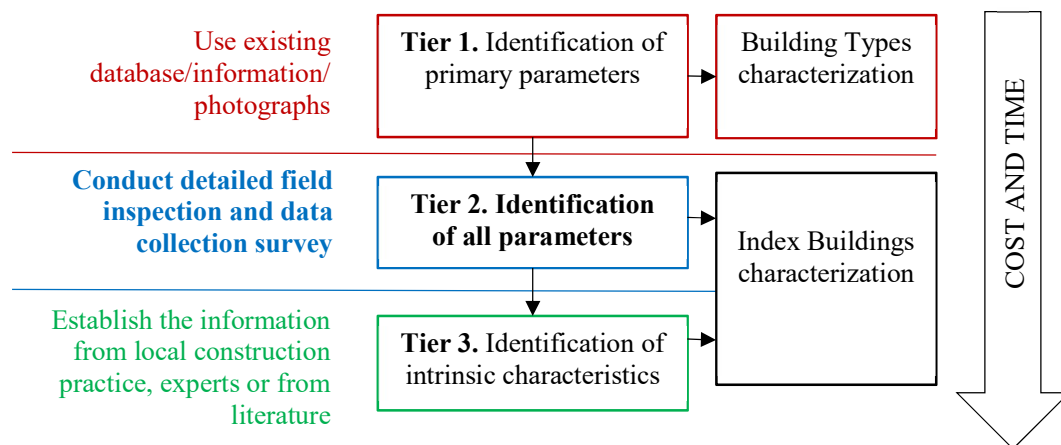 Use existing
database/information/
photographs
Tier 1. Identification of
primary parameters
Building Types
characterization
Conduct detailed field
inspection and data
collection survey
Tier 2. Identification
of all parameters
Index Buildings
characterization
Establish the information
from local construction
practice, experts or from
literature
Tier 3. Identification of
intrinsic characteristics
COST AND TIME